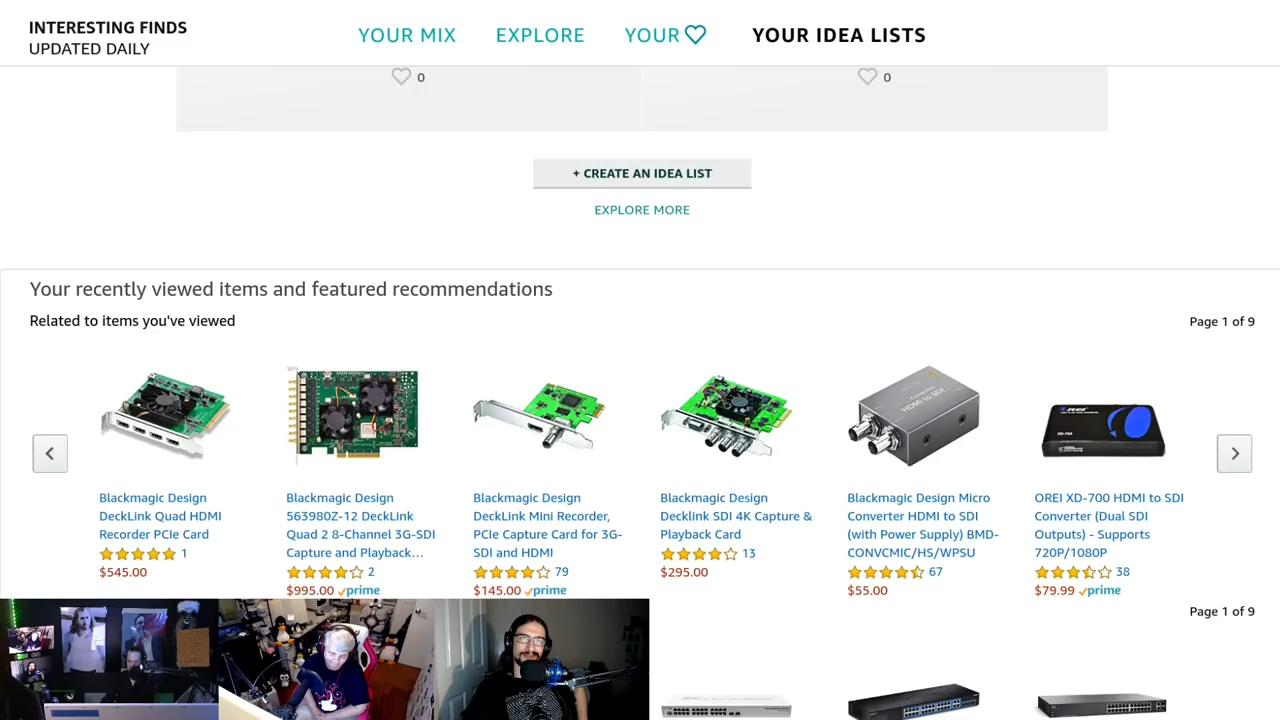 INTERESTING FINDS
UPDATED DAILY
YOUR MIX
EXPLORE
YOUR
YOUR IDEA LISTS
0
0
+ CREATE AN IDEA LIST
EXPLORE MORE
Your recently viewed items and featured recommendations
Related to items you've viewed
Page 1 of 9
Blackmagic Design
DeckLink Quad HDMI
Recorder PCIe Card
1
$545.00
Blackmagic Design
563980Z-12 DeckLink
Quad 2 8-Channel 3G-SDI
Capture and Playback...
2
$995.00 prime
Blackmagic Design
DeckLink Mini Recorder,
PCIe Capture Card for 3G-
SDI and HDMI
79
$145.00 prime
Blackmagic Design
Decklink SDI 4K Capture &
Playback Card
13
$295.00
Blackmagic Design Micro
Converter HDMI to SDI
(with Power Supply) BMD-
CONVCMIC/HS/WPSU
67
$55.00
OREI XD-700 HDMI to SDI
Converter (Dual SDI
Outputs) - Supports
720P/1080P
38
$79.99 prime
Page 1 of 9